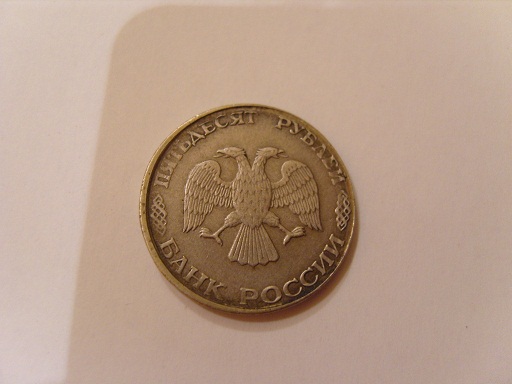 ПЯТЬДЕСЯТ РУБЛЕЙ
БАНК РОССИИ